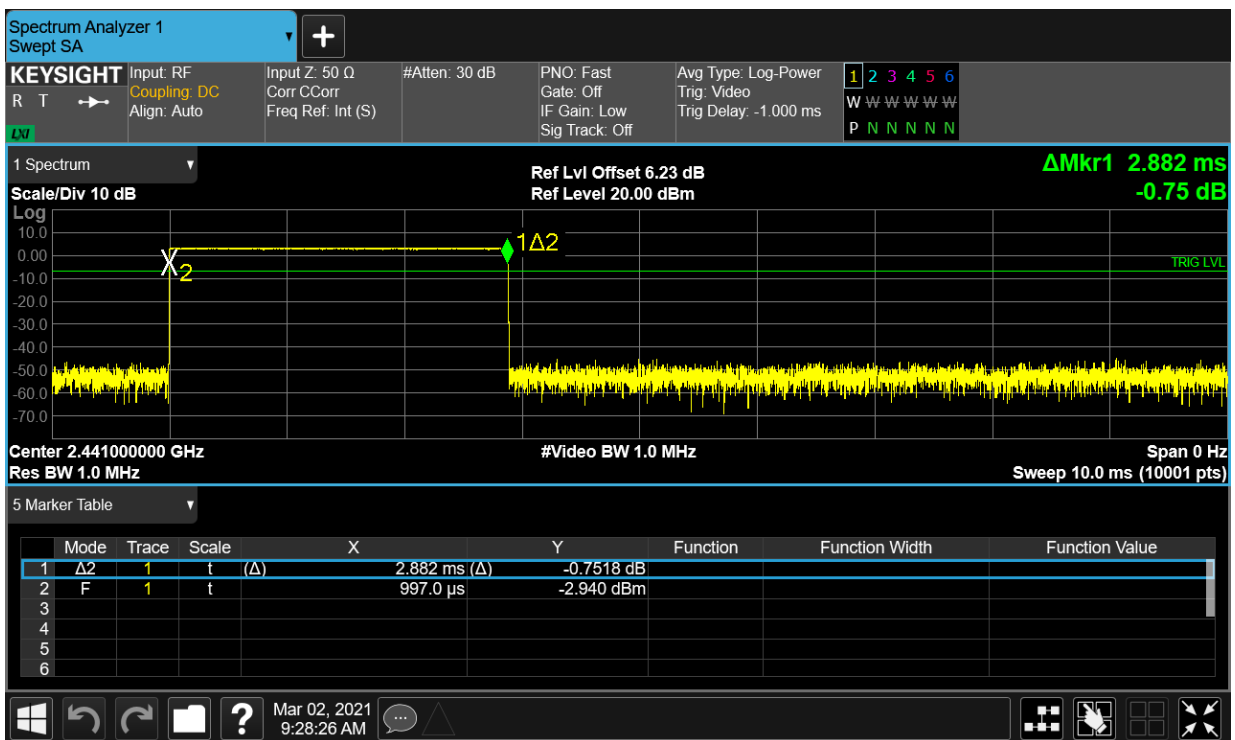 Spectrum Analyzer 1
Swept SA
+
KEYSIGHT
R T
LXI
Input: RF
Coupling: DC
Align: Auto
Input Z: 50 Ω
Corr CCorr
Freq Ref: Int (S)
#Atten: 30 dB
PNO: Fast
Gate: Off
IF Gain: Low
Sig Track: Off
Avg Type: Log-Power
Trig: Video
Trig Delay: -1.000 ms
1 2 3 4 5 6
W W W W W W
P N N N N N
1 Spectrum
Scale/Div 10 dB
Ref Lvl Offset 6.23 dB
Ref Level 20.00 dBm
ΔMkr1 2.882 ms
-0.75 dB
Log
10.0
0.00
-10.0
-20.0
-30.0
-40.0
-50.0
-60.0
-70.0
X
2
1Δ2
TRIG LVL
Center 2.441000000 GHz
#Video BW 1.0 MHz
Span 0 Hz
Res BW 1.0 MHz
Sweep 10.0 ms (10001 pts)
5 Marker Table
Mode Trace Scale X Y Function Function Width Function Value
1 Δ2 1 t (Δ) 2.882 ms (Δ) -0.7518 dB
2 F 1 t 997.0 µs -2.940 dBm
3
4
5
6
?
Mar 02, 2021
9:28:26 AM